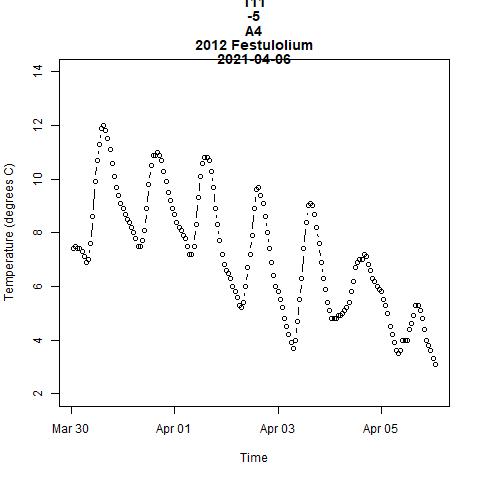 T11
-5
A4
2012 Festulolium
2021-04-06
14
12
10
8
6
4
2
Temperature (degrees C)
Mar 30
Apr 01
Apr 03
Apr 05
Time